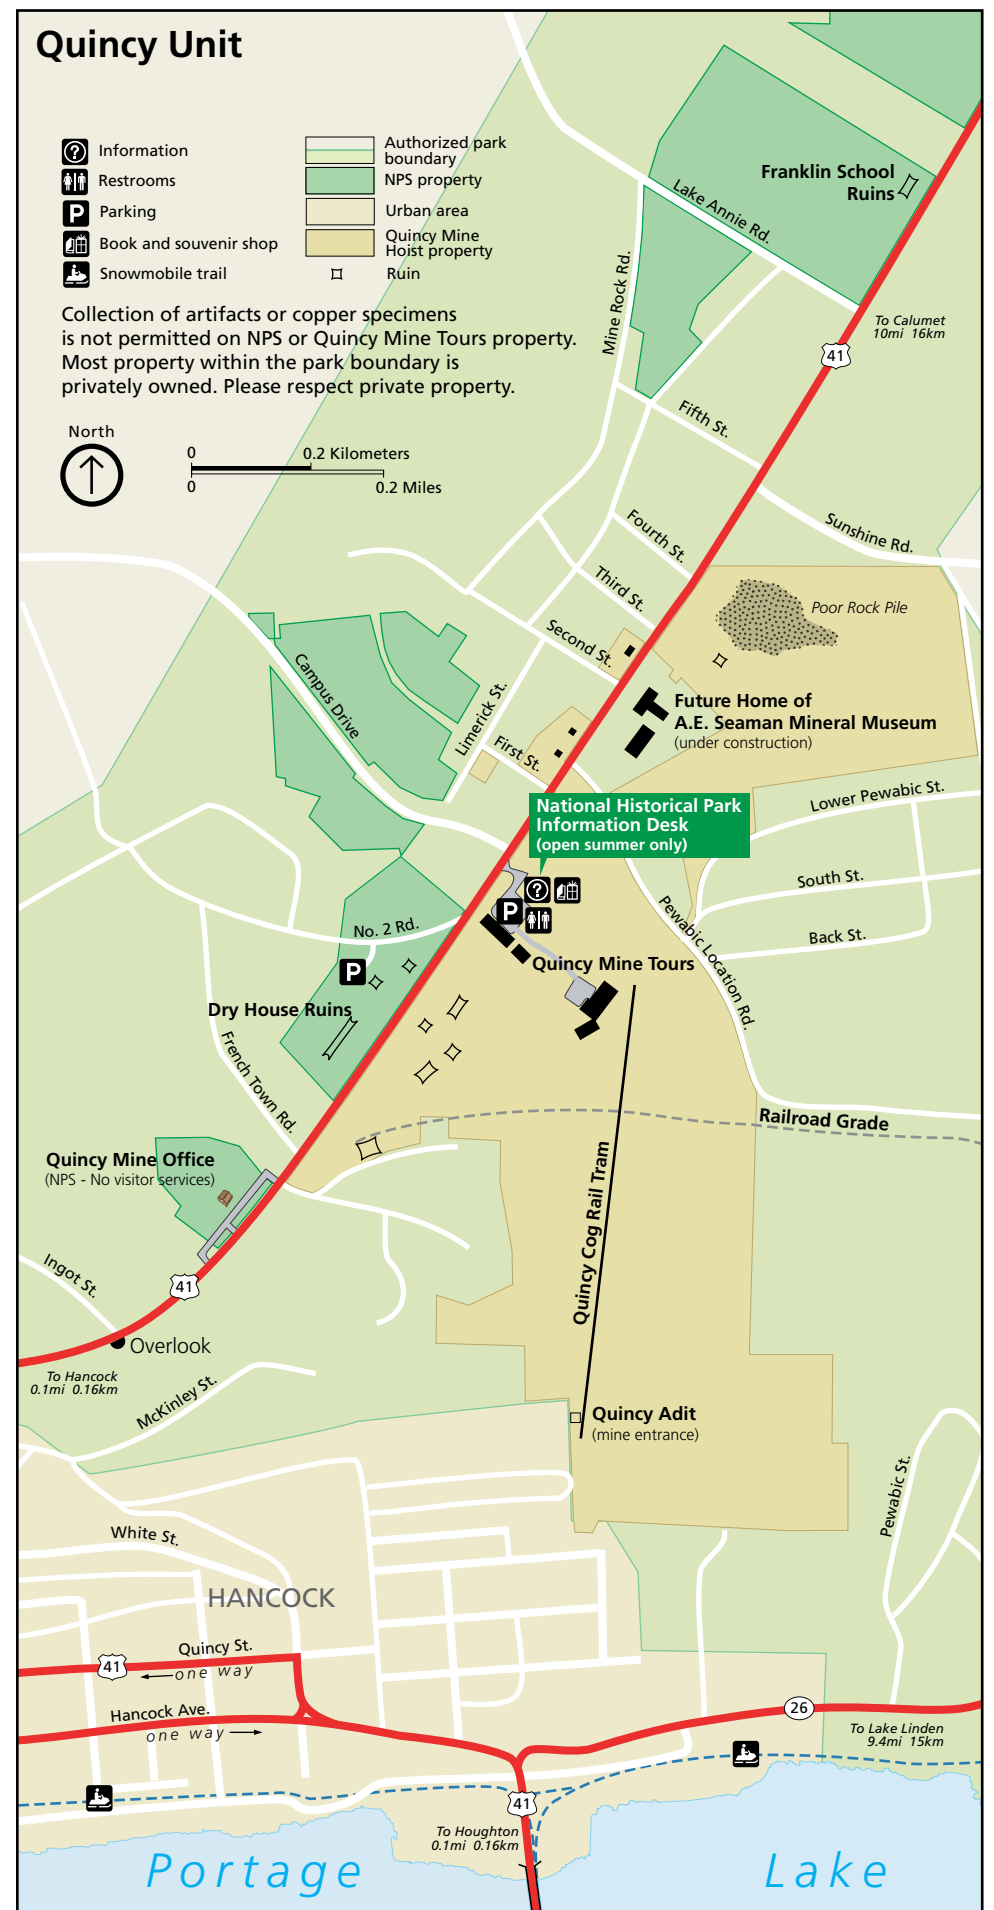 Quincy Unit
Information
Restrooms
Parking
Book and souvenir shop
Snowmobile trail
Authorized park
boundary
NPS property
Urban area
Quincy Mine
Hoist property
Ruin
Collection of artifacts or copper specimens
is not permitted on NPS or Quincy Mine Tours property.
Most property within the park boundary is
privately owned. Please respect private property.
North
0
0.2 Kilometers
0
0.2 Miles
Franklin School
Ruins
Lake Annie Rd.
Mine Rock Rd.
To Calumet
10mi 16km
41
Fifth St.
Sunshine Rd.
Fourth St.
Third St.
Second St.
Poor Rock Pile
Campus Drive
Limerick St.
First St.
Future Home of
A.E. Seaman Mineral Museum
(under construction)
National Historical Park
Information Desk
(open summer only)
Lower Pewabic St.
South St.
Back St.
Pewabic Location Rd.
?
P
No. 2 Rd.
P
Quincy Mine Tours
Dry House Ruins
French Town Rd.
Railroad Grade
Quincy Mine Office
(NPS - No visitor services)
Quincy Cog Rail Tram
Ingot St.
41
Overlook
To Hancock
0.1mi 0.16km
McKinley St.
Quincy Adit
(mine entrance)
Pewabic St.
White St.
HANCOCK
Quincy St.
41
one way
Hancock Ave.
one way
26
To Lake Linden
9.4mi 15km
41
To Houghton
0.1mi 0.16km
Portage Lake